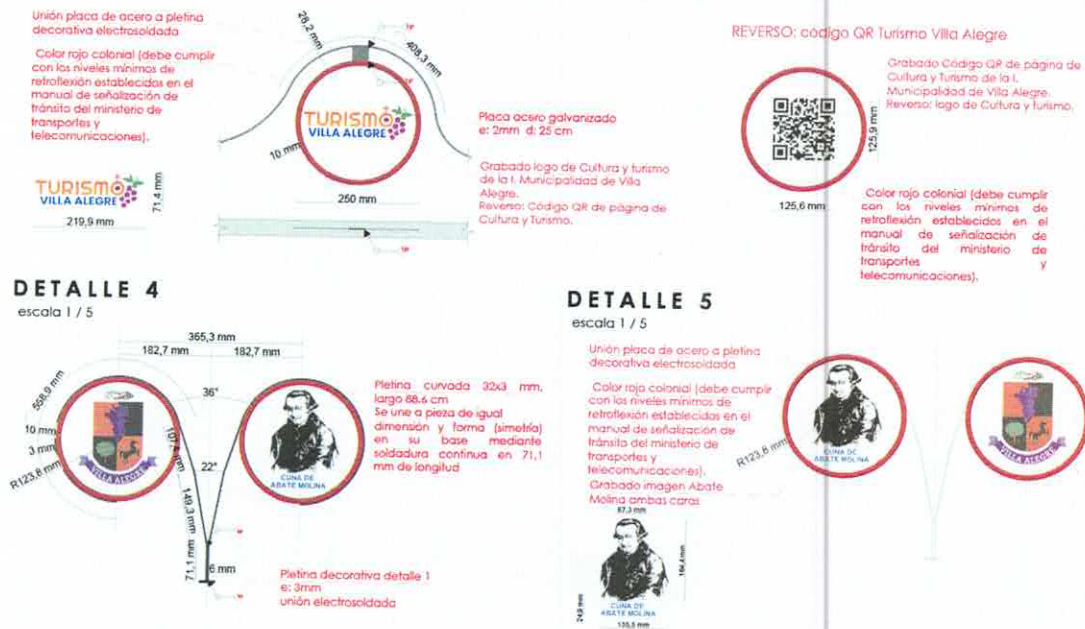 Unión placa de acero a pletina
decorativa electrosoldada
Color rojo colonial (debe cumplir
con los niveles mínimos de
retroflexión establecidos en el
manual de señalización de
tránsito del ministerio de
transportes y
telecomunicaciones).
TURISMO
VILLA ALEGRE
71,4 mm
219,9 mm
28,2 mm
408,3 mm
TURISMO
VILLA ALEGRE
10 mm
250 mm
Placa acero galvanizado
e: 2mm d: 25 cm
Grabado logo de Cultura y turismo
de la I. Municipalidad de Villa
Alegre.
Reverso: Código QR de página de
Cultura y Turismo.
REVERSO: código QR Turismo Villa Alegre
125,9 mm
125,6 mm
Grabado Código QR de página de
Cultura y Turismo de la I.
Municipalidad de Villa Alegre.
Reverso: logo de Cultura y turismo.
Color rojo colonial (debe cumplir
con los niveles mínimos de
retroflexión establecidos en el
manual de señalización de
tránsito del ministerio de
transportes y
telecomunicaciones).
DETALLE 4
escala 1 / 5
365,3 mm
182,7 mm
182,7 mm
558,9 mm
36°
10 mm
3 mm
R123,8 mm
107,4 mm
22°
149,3 mm
71,1 mm
6 mm
VILLA ALEGRE
CUNA DE
ABATE MOLINA
Pletina curvada 32x3 mm,
largo 88.6 cm
Se une a pieza de igual
dimensión y forma (simetría)
en su base mediante
soldadura continua en 71,1
mm de longitud
Pletina decorativa detalle 1
e: 3mm
unión electrosoldada
DETALLE 5
escala 1 / 5
Unión placa de acero a pletina
decorativa electrosoldada
Color rojo colonial (debe cumplir
con los niveles mínimos de
retroflexión establecidos en el
manual de señalización de
tránsito del ministerio de
transportes y
telecomunicaciones).
Grabado imagen Abate
Molina ambas caras
R123,8 mm
CUNA DE
ABATE MOLINA
VILLA ALEGRE
24,9 mm
CUNA DE
ABATE MOLINA